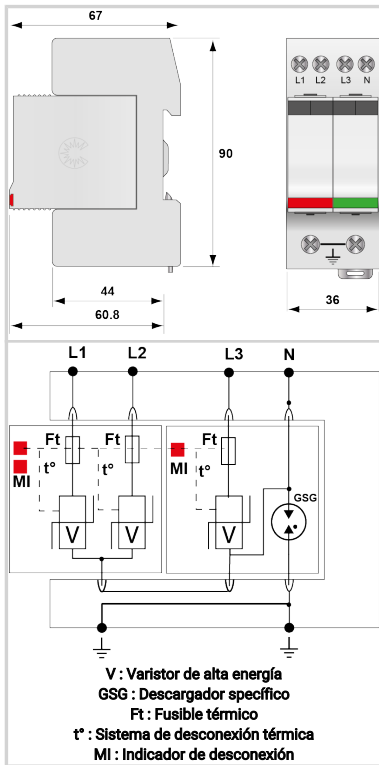 67
L1 L2 L3 N
90
44
60.8
36
L1 L2 L3 N
Ft Ft Ft
MI t° t° MI t° GSG
V V V
V : Varistor de alta energía
GSG : Descargador specífico
Ft : Fusible térmico
t° : Sistema de desconexión térmica
MI : Indicador de desconexión